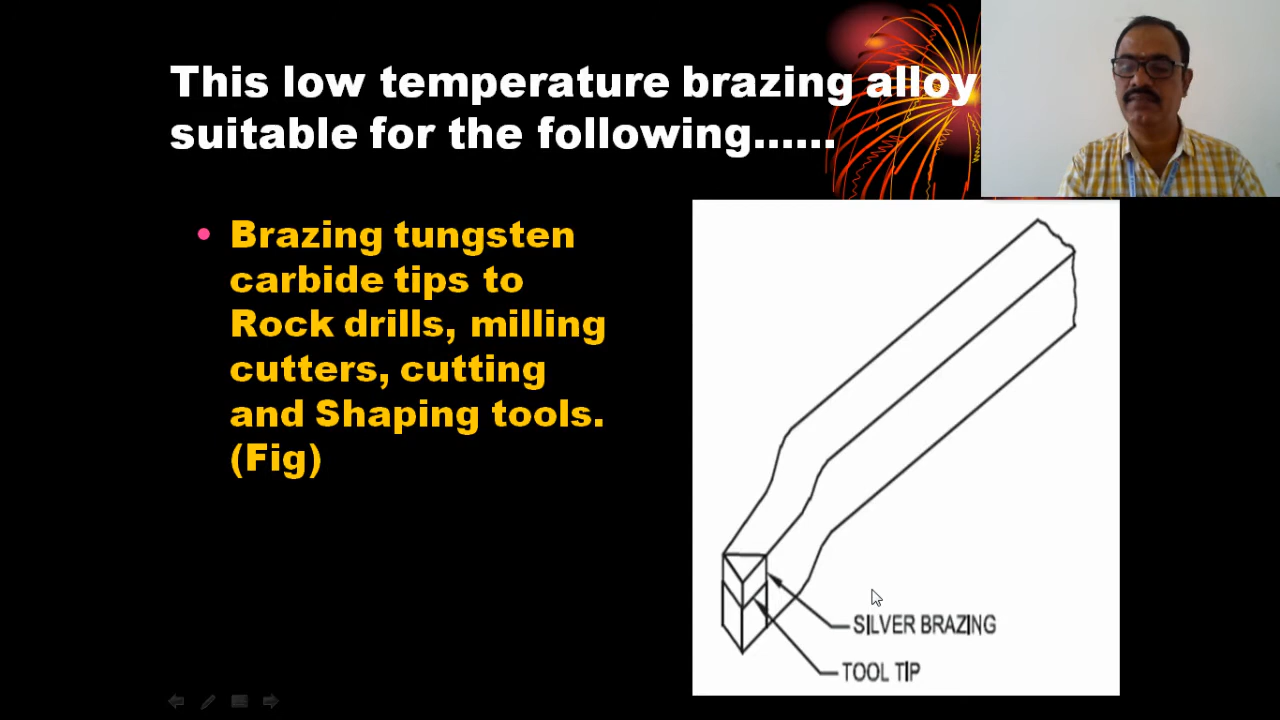 This low temperature brazing alloy
suitable for the following......
Brazing tungsten
carbide tips to
Rock drills, milling
cutters, cutting
and Shaping tools.
(Fig)
SILVER BRAZING
TOOL TIP